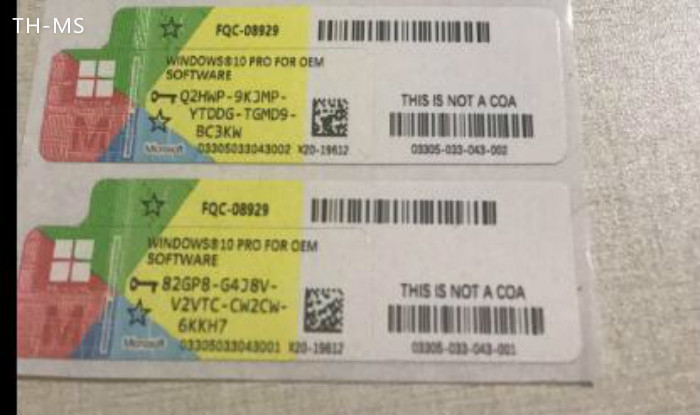 TH-MS
FQC-08929
WINDOWS®10 PRO FOR OEM
SOFTWARE
Q2HWP-9KJMP-
YTDDG-TGMD9-
BC3KW
Microsoft
03305033043002 X20-19612
THIS IS NOT A COA
03305-033-043-002
FQC-08929
WINDOWS®10 PRO FOR OEM
SOFTWARE
82GP8-G4J8V-
V2VTC-CW2CW-
6KKH7
Microsoft
03305033043001 X20-19612
THIS IS NOT A COA
03305-033-043-001